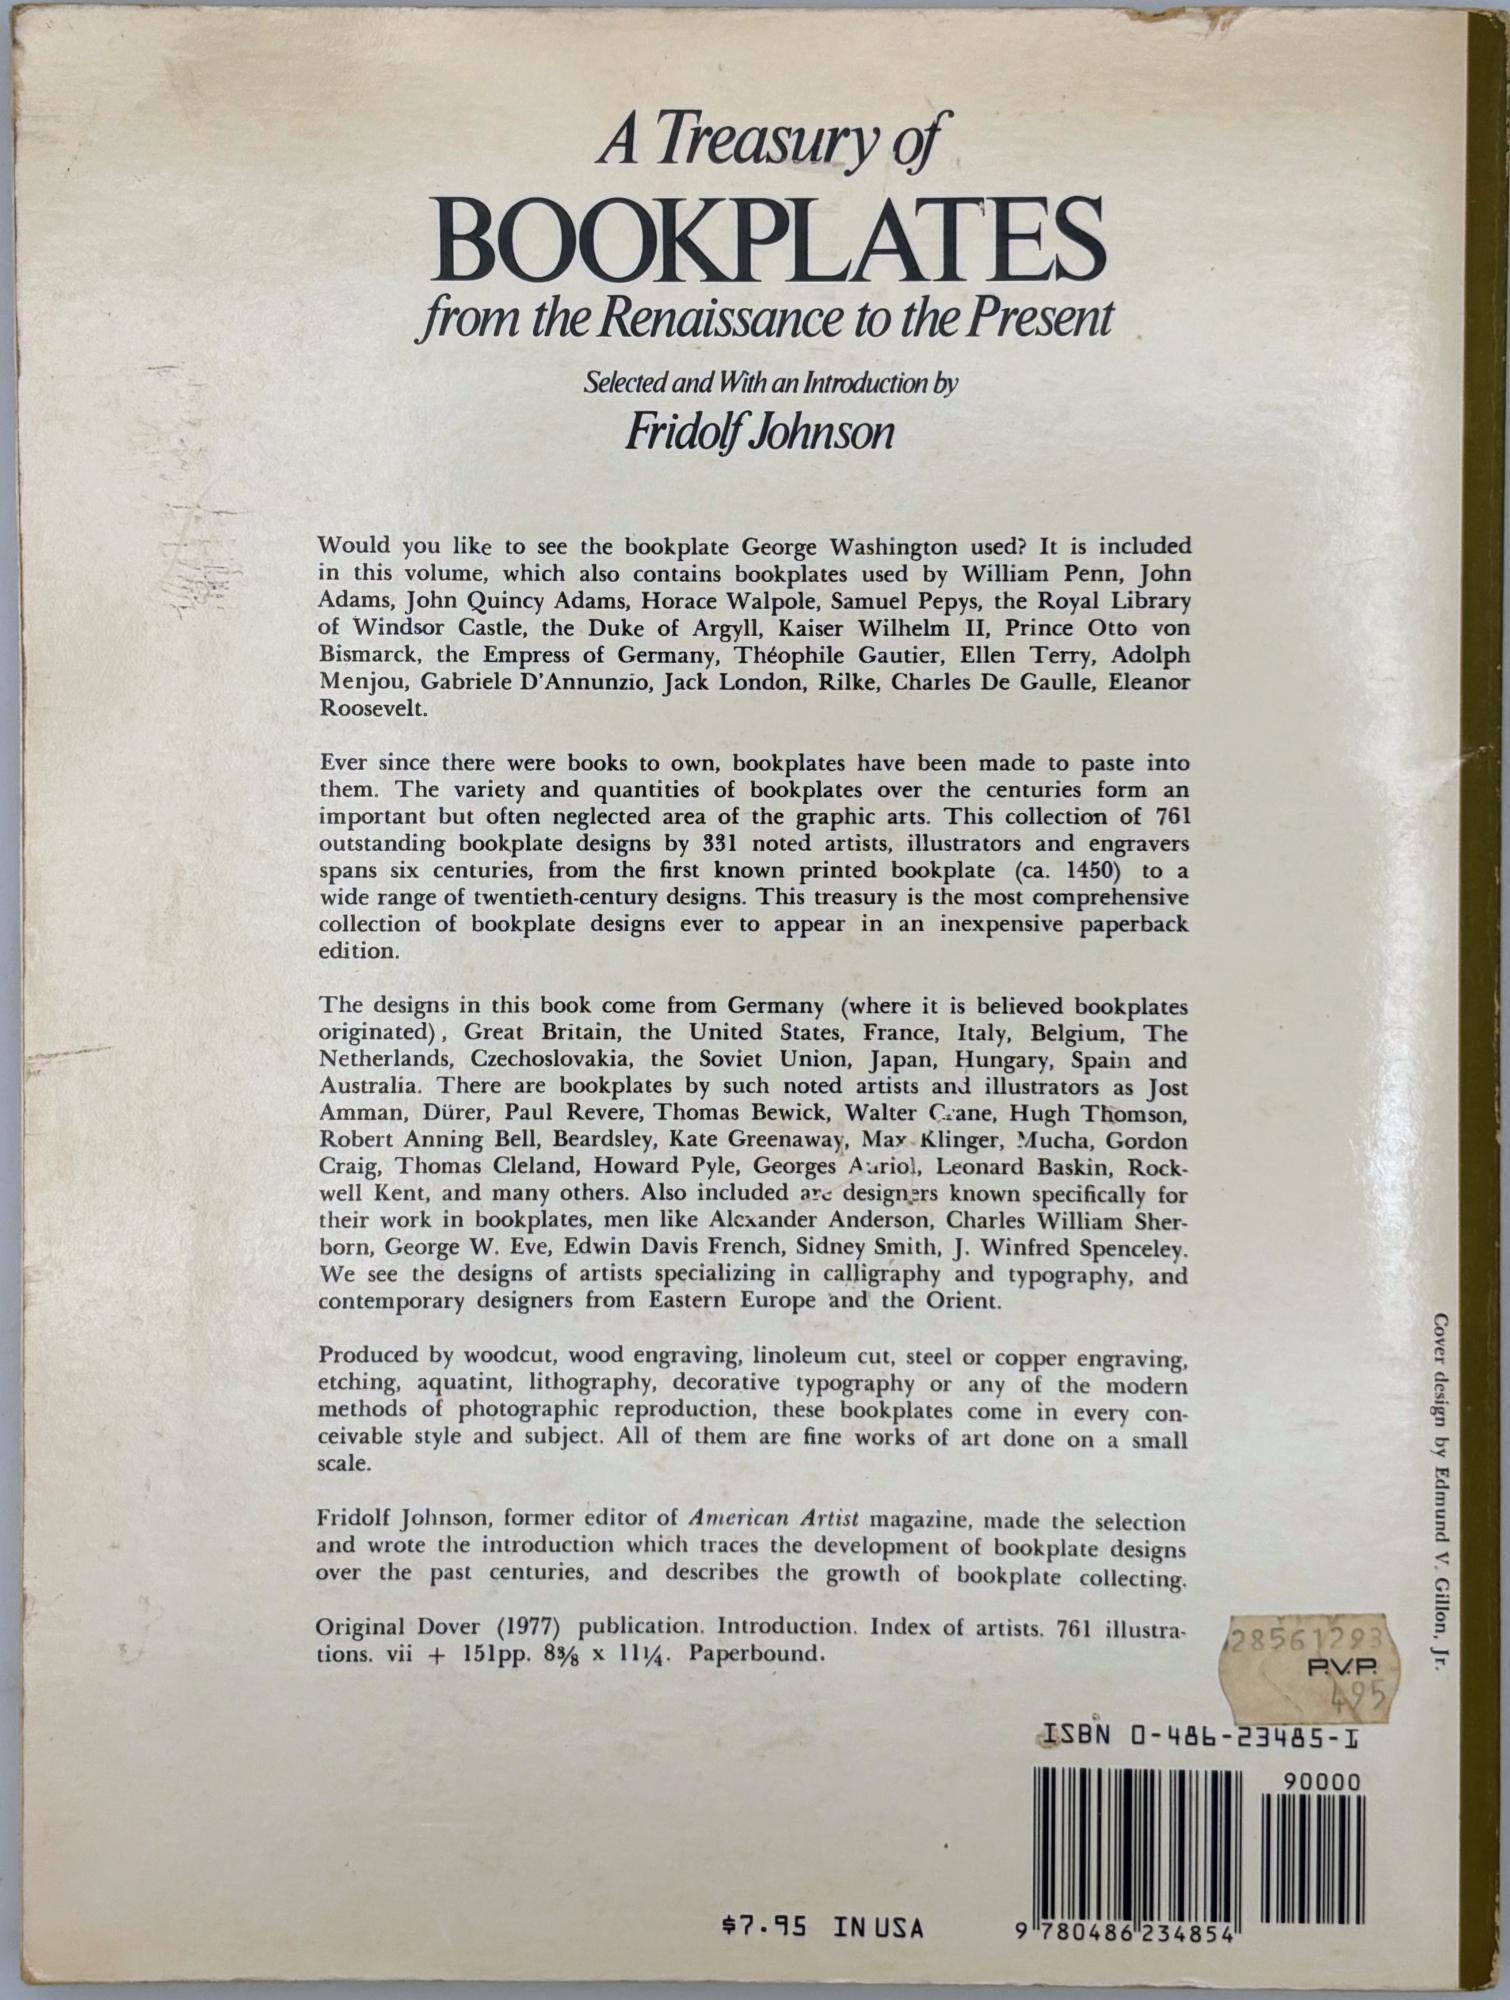 A Treasury of
BOOKPLATES
from the Renaissance to the Present
Selected and With an Introduction by
Fridolf Johnson
Would you like to see the bookplate George Washington used? It is included
in this volume, which also contains bookplates used by William Penn, John
Adams, John Quincy Adams, Horace Walpole, Samuel Pepys, the Royal Library
of Windsor Castle, the Duke of Argyll, Kaiser Wilhelm II, Prince Otto von
Bismarck, the Empress of Germany, Théophile Gautier, Ellen Terry, Adolph
Menjou, Gabriele D'Annunzio, Jack London, Rilke, Charles De Gaulle, Eleanor
Roosevelt.
Ever since there were books to own, bookplates have been made to paste into
them. The variety and quantities of bookplates over the centuries form an
important but often neglected area of the graphic arts. This collection of 761
outstanding bookplate designs by 331 noted artists, illustrators and engravers
spans six centuries, from the first known printed bookplate (ca. 1450) to a
wide range of twentieth-century designs. This treasury is the most comprehensive
collection of bookplate designs ever to appear in an inexpensive paperback
edition.
The designs in this book come from Germany (where it is believed bookplates
originated), Great Britain, the United States, France, Italy, Belgium, The
Netherlands, Czechoslovakia, the Soviet Union, Japan, Hungary, Spain and
Australia. There are bookplates by such noted artists and illustrators as Jost
Amman, Dürer, Paul Revere, Thomas Bewick, Walter Crane, Hugh Thomson,
Robert Anning Bell, Beardsley, Kate Greenaway, Max Klinger, Mucha, Gordon
Craig, Thomas Cleland, Howard Pyle, Georges Auriol, Leonard Baskin, Rock-
well Kent, and many others. Also included are designers known specifically for
their work in bookplates, men like Alexander Anderson, Charles William Sher-
born, George W. Eve, Edwin Davis French, Sidney Smith, J. Winfred Spenceley.
We see the designs of artists specializing in calligraphy and typography, and
contemporary designers from Eastern Europe and the Orient.
Produced by woodcut, wood engraving, linoleum cut, steel or copper engraving,
etching, aquatint, lithography, decorative typography or any of the modern
methods of photographic reproduction, these bookplates come in every con-
ceivable style and subject. All of them are fine works of art done on a small
scale.
Fridolf Johnson, former editor of American Artist magazine, made the selection
and wrote the introduction which traces the development of bookplate designs
over the past centuries, and describes the growth of bookplate collecting.
Original Dover (1977) publication. Introduction. Index of artists. 761 illustra-
tions. vii + 151pp. 8⅜ x 11¼. Paperbound.
Cover design by Edmund V. Gillon, Jr.
28561293
P.V.P.
495
ISBN 0-486-23485-1
90000
9 780486 234854
$7.95 IN USA